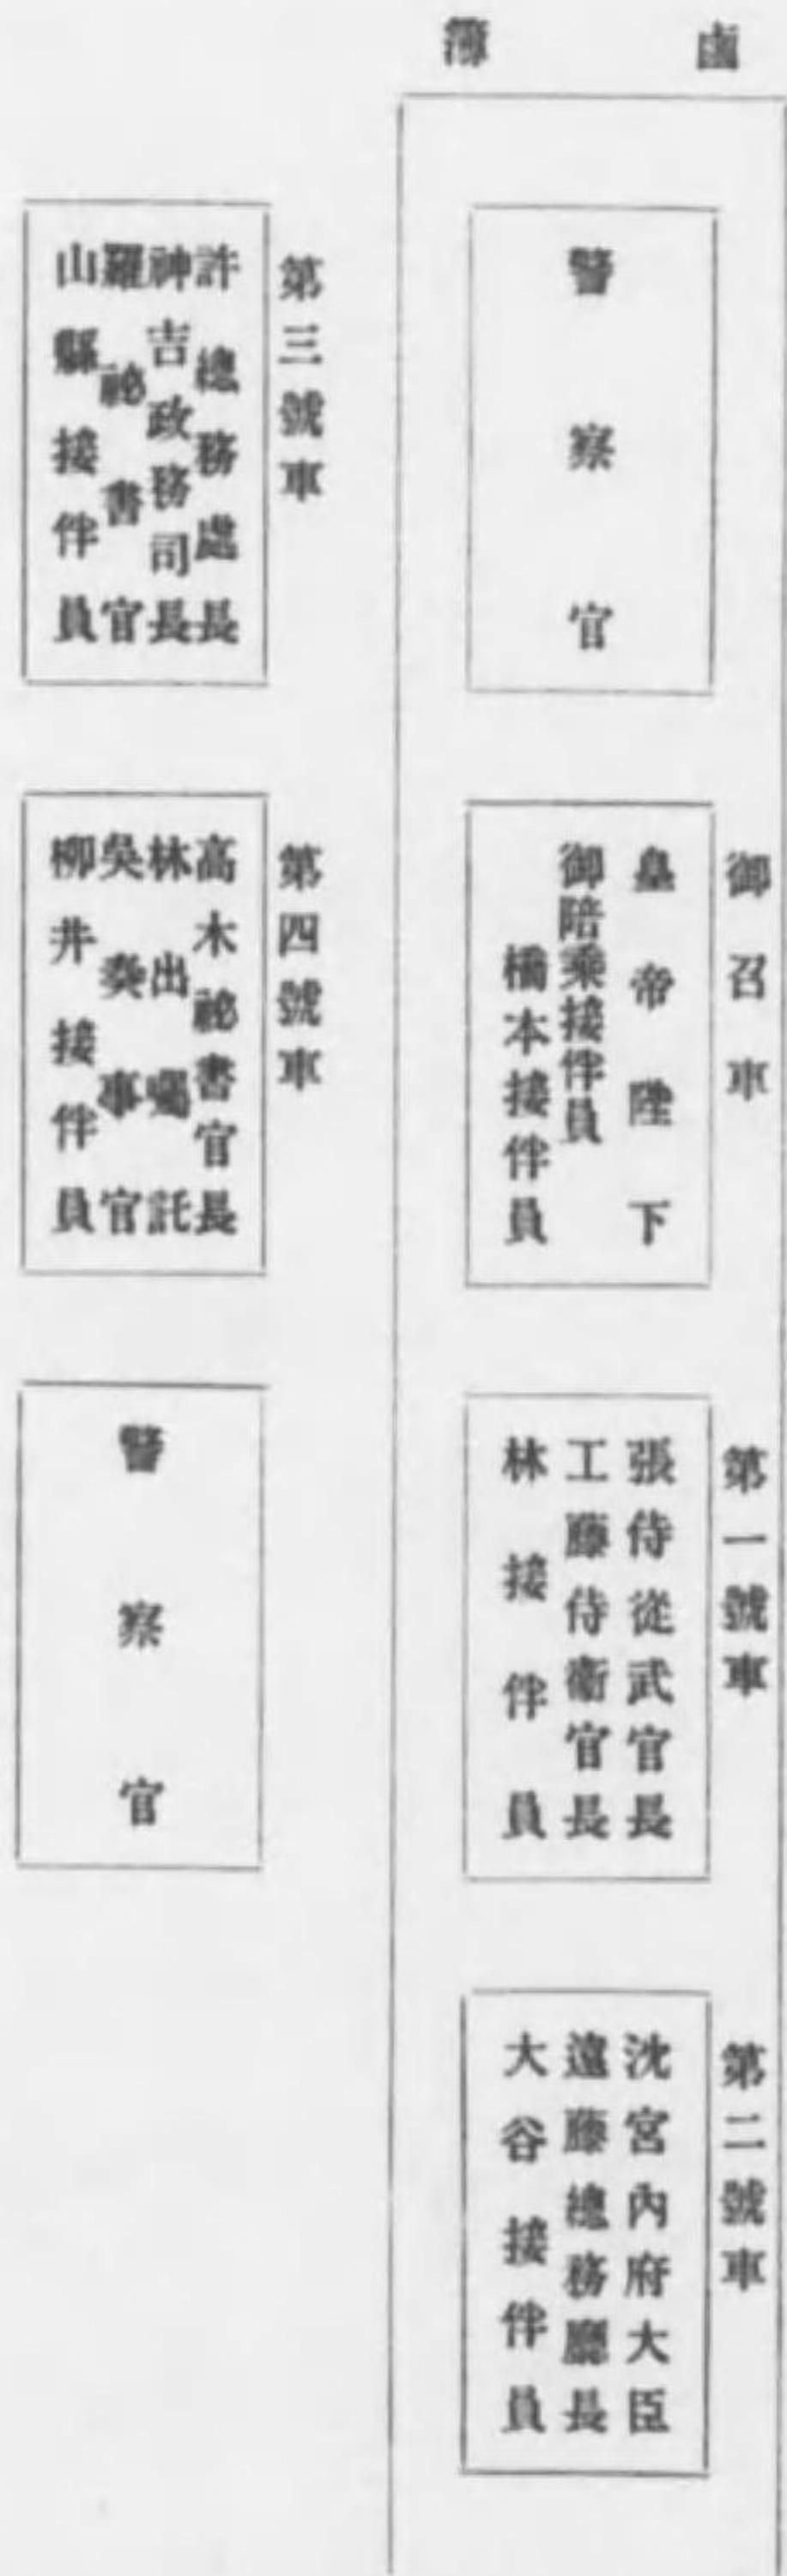 鹵簿
警察官
御召車
皇帝陛下
御陪乘接伴員
橋本接伴員
第一號車
張侍從武官長
工藤侍衞官長
林接伴員
第二號車
沈宮內府大臣
遠藤總務廳長
大谷接伴員
第三號車
許總務處長
神吉政務司長
羅祕書官
山縣接伴員
第四號車
高木祕書官長
林出囑託
吳奏事官
柳井接伴員
警察官